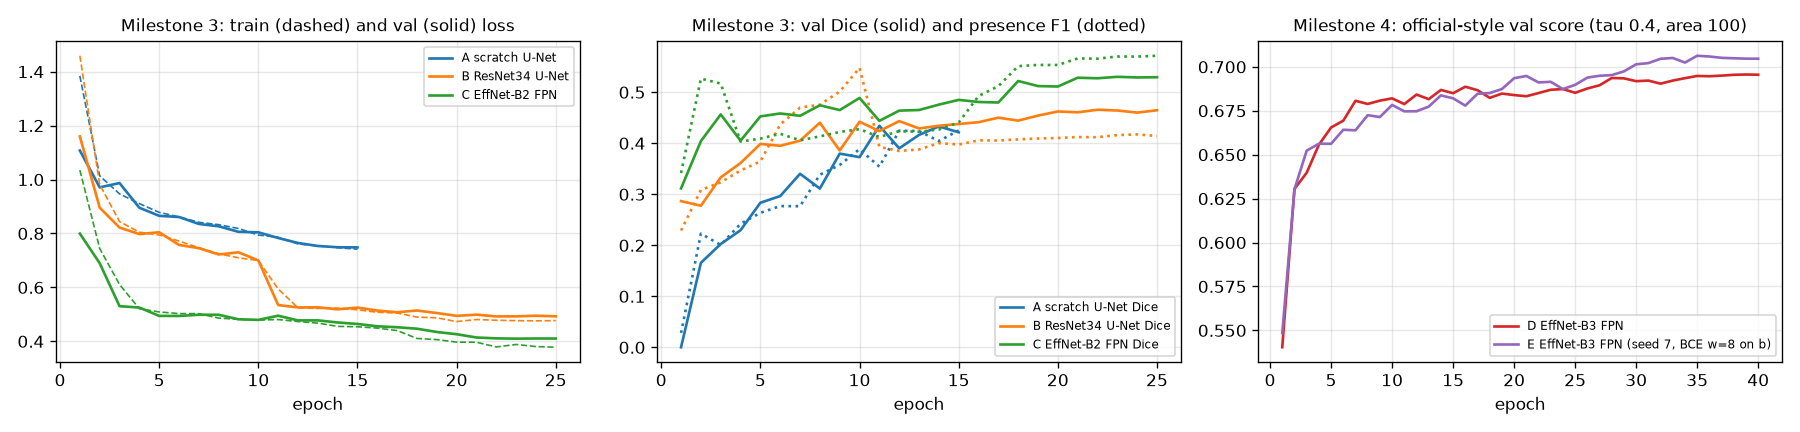 Milestone 3: train (dashed) and val (solid) loss
1.4
1.2
1.0
0.8
0.6
0.4
0
5
10
15
20
25
epoch
A scratch U-Net
B ResNet34 U-Net
C EffNet-B2 FPN
Milestone 3: val Dice (solid) and presence F1 (dotted)
0.5
0.4
0.3
0.2
0.1
0.0
0
5
10
15
20
25
epoch
A scratch U-Net Dice
B ResNet34 U-Net Dice
C EffNet-B2 FPN Dice
Milestone 4: official-style val score (tau 0.4, area 100)
0.700
0.675
0.650
0.625
0.600
0.575
0.550
0
5
10
15
20
25
30
35
40
epoch
D EffNet-B3 FPN
E EffNet-B3 FPN (seed 7, BCE w=8 on b)